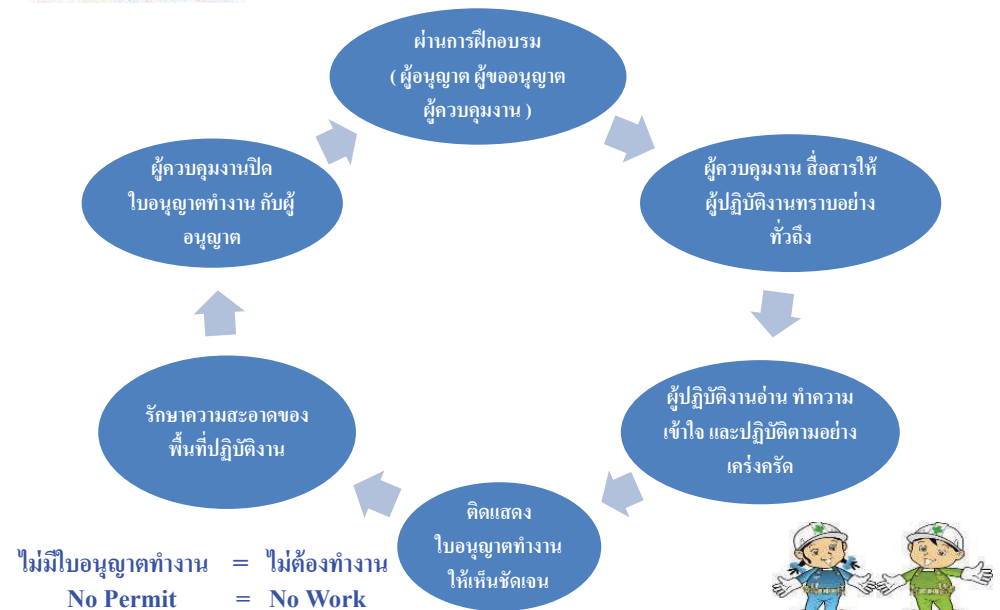 ผ่านการฝึกอบรม
( ผู้อนุญาต ผู้ขออนุญาต
ผู้ควบคุมงาน )
ผู้ควบคุมงาน สื่อสารให้
ผู้ปฏิบัติงานทราบอย่าง
ทั่วถึง
ผู้ปฏิบัติงานอ่าน ทำความ
เข้าใจ และปฏิบัติตามอย่าง
เคร่งครัด
ติดแสดง
ใบอนุญาตทำงาน
ให้เห็นชัดเจน
รักษาความสะอาดของ
พื้นที่ปฏิบัติงาน
ผู้ควบคุมงานปิด
ใบอนุญาตทำงาน กับผู้
อนุญาต
ไม่มีใบอนุญาตทำงาน = ไม่ต้องทำงาน
No Permit = No Work